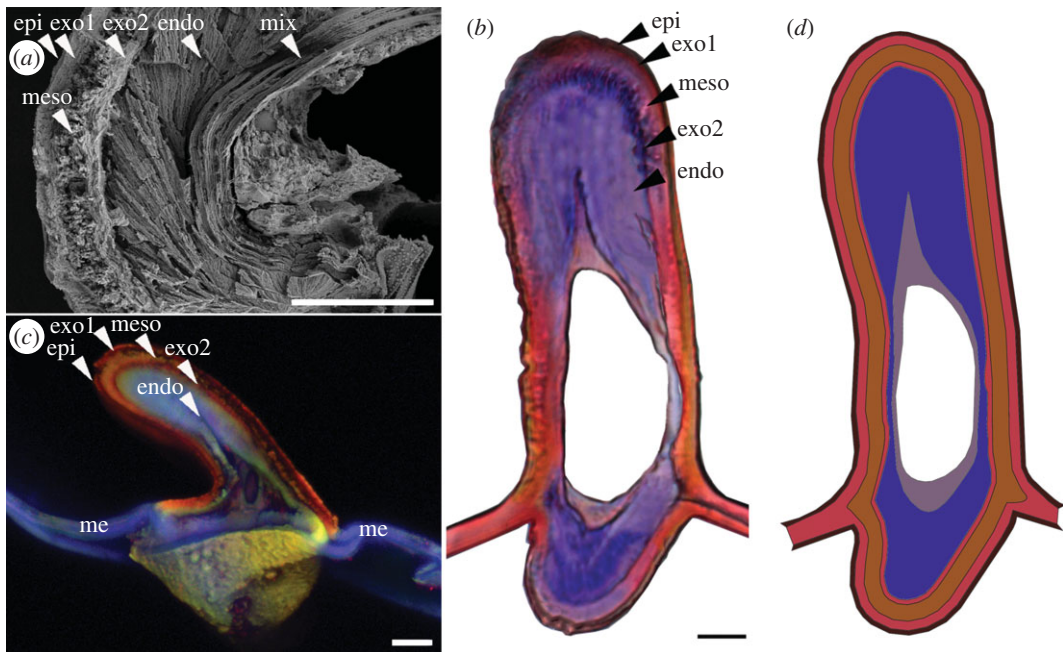 epi exo1 exo2 endo mix
(a)
meso
(b)
epi
exo1
meso
exo2
endo
(d)
(c)
exo1 meso
epi exo2
endo
me me